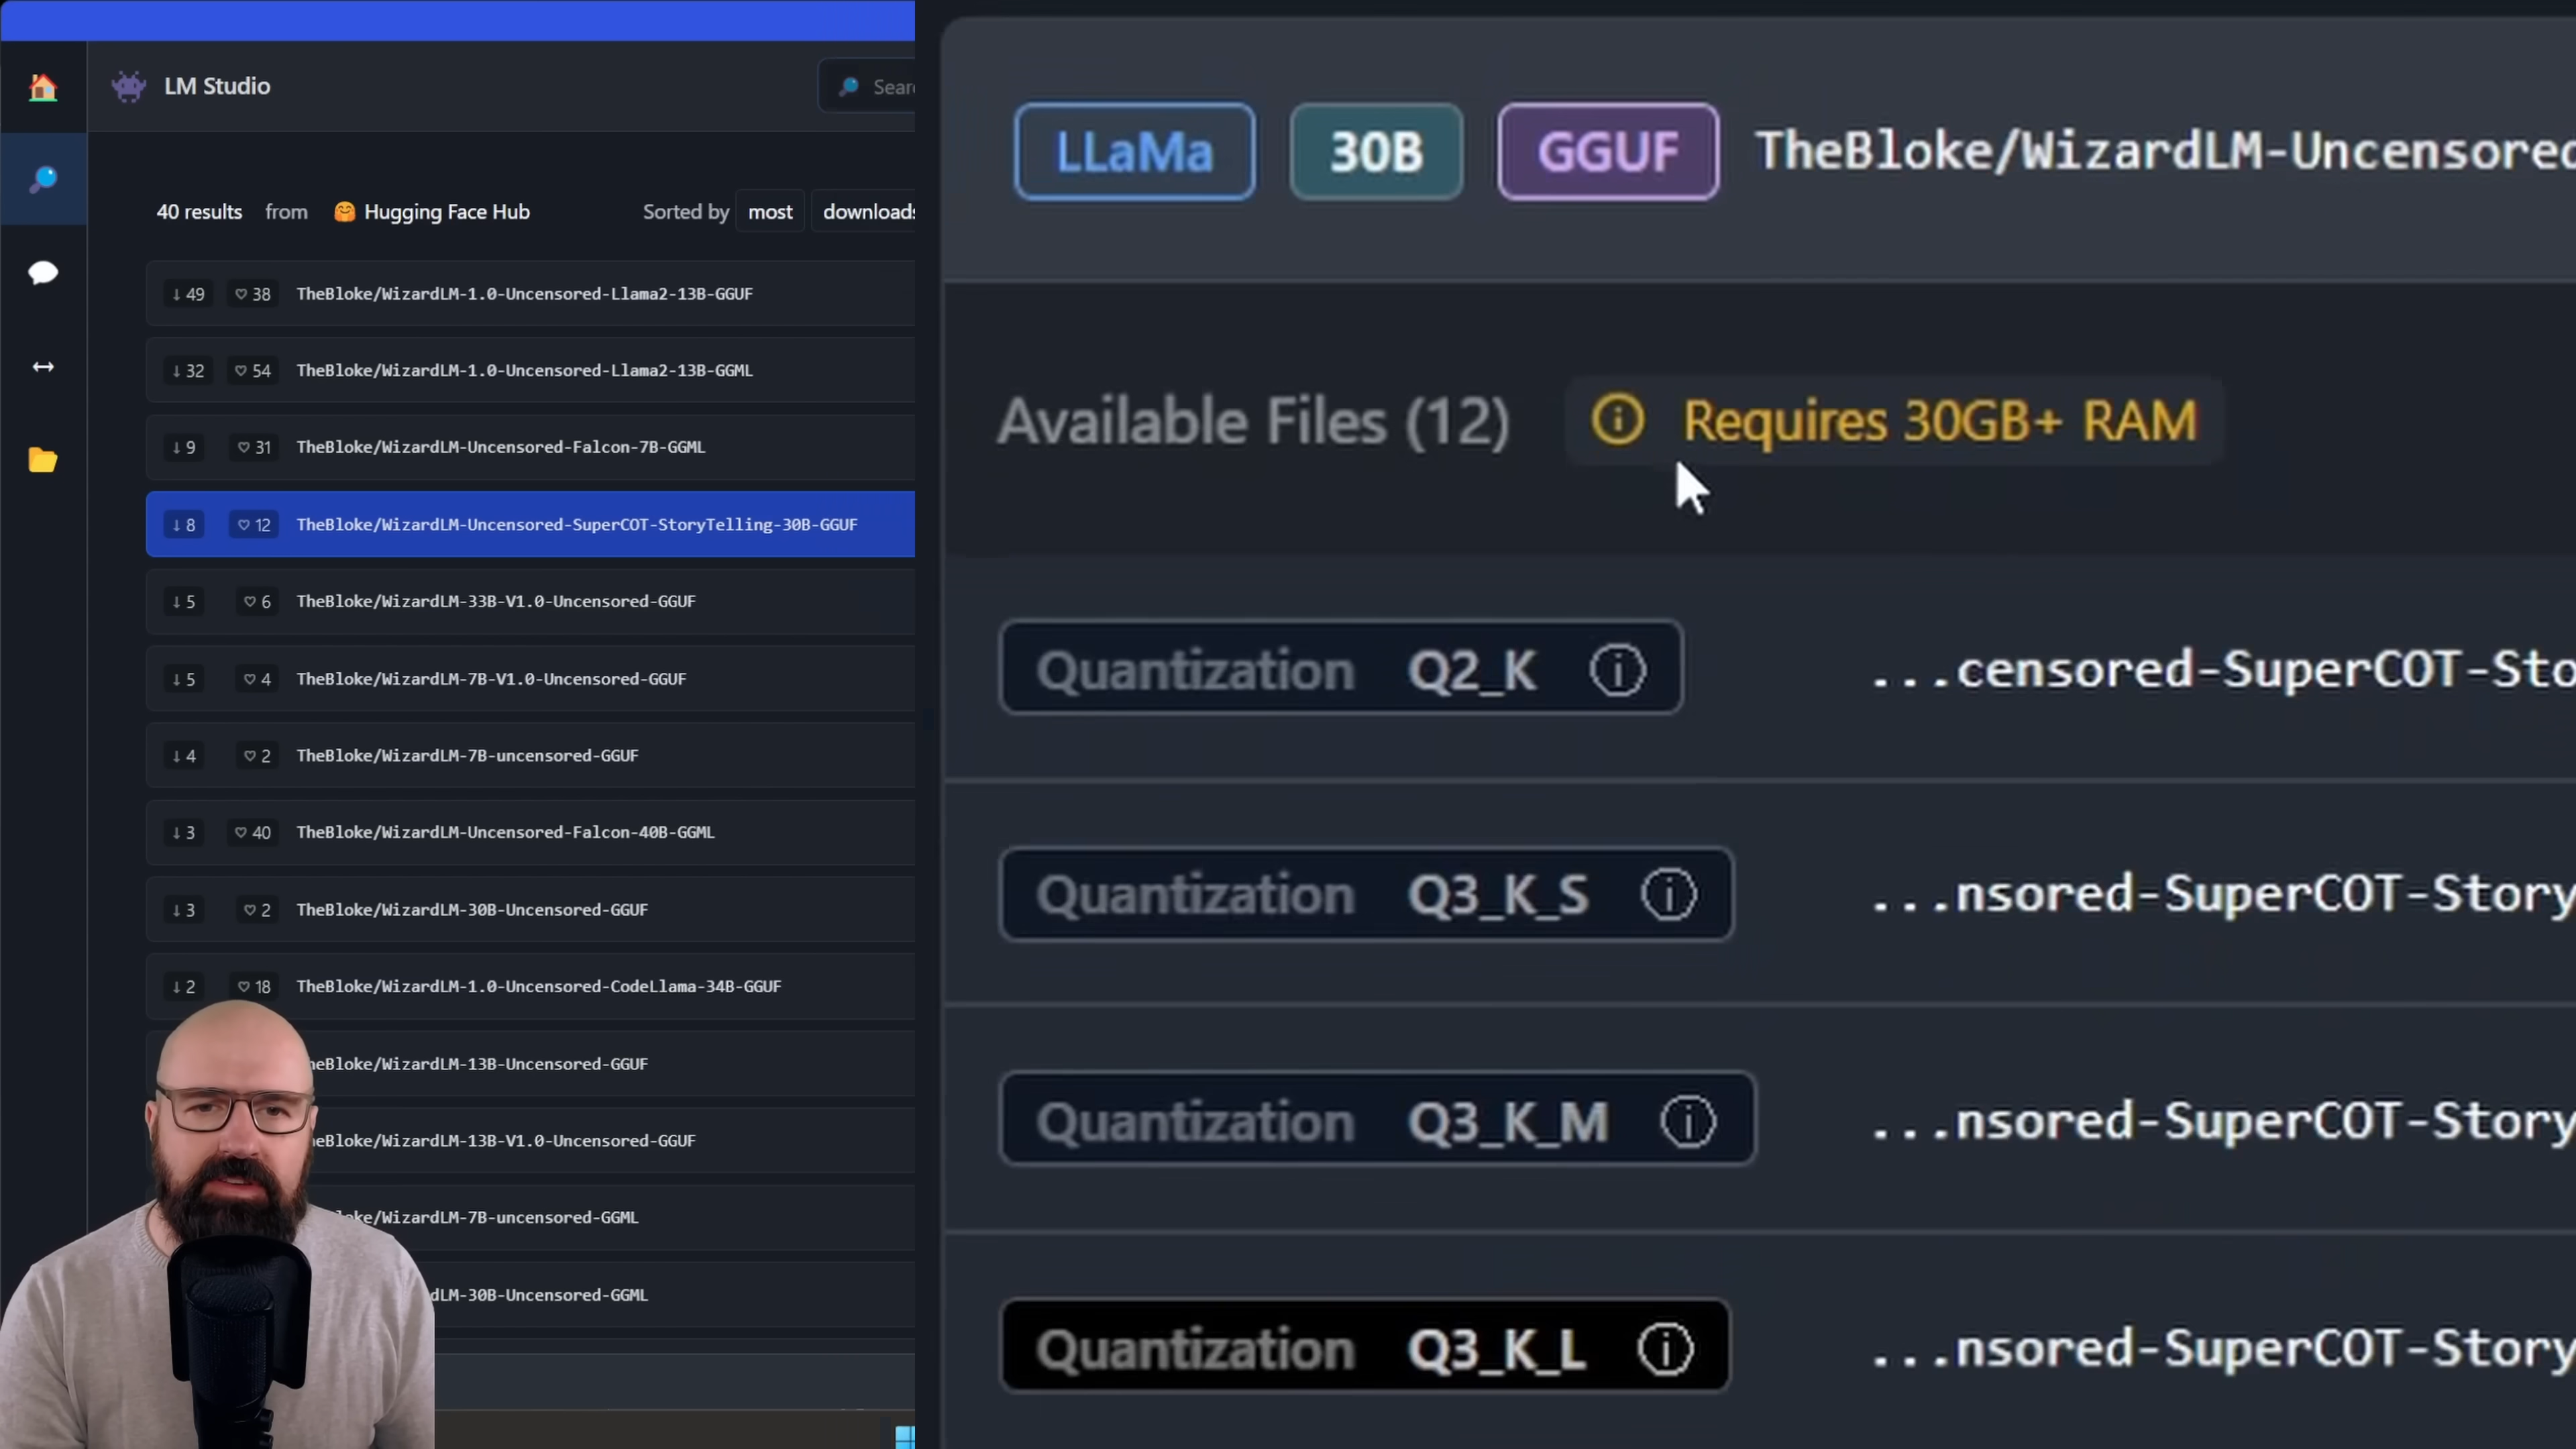 LM Studio
Sear
40 results from Hugging Face Hub
Sorted by most downloads
↓ 49 ♡ 38 TheBloke/WizardLM-1.0-Uncensored-Llama2-13B-GGUF
↓ 32 ♡ 54 TheBloke/WizardLM-1.0-Uncensored-Llama2-13B-GGML
↓ 9 ♡ 31 TheBloke/WizardLM-Uncensored-Falcon-7B-GGML
↓ 8 ♡ 12 TheBloke/WizardLM-Uncensored-SuperCOT-StoryTelling-30B-GGUF
↓ 5 ♡ 6 TheBloke/WizardLM-33B-V1.0-Uncensored-GGUF
↓ 5 ♡ 4 TheBloke/WizardLM-7B-V1.0-Uncensored-GGUF
↓ 4 ♡ 2 TheBloke/WizardLM-7B-uncensored-GGUF
↓ 3 ♡ 40 TheBloke/WizardLM-Uncensored-Falcon-40B-GGML
↓ 3 ♡ 2 TheBloke/WizardLM-30B-Uncensored-GGUF
↓ 2 ♡ 18 TheBloke/WizardLM-1.0-Uncensored-CodeLlama-34B-GGUF
heBloke/WizardLM-13B-Uncensored-GGUF
heBloke/WizardLM-13B-V1.0-Uncensored-GGUF
oke/WizardLM-7B-uncensored-GGML
dLM-30B-Uncensored-GGML
LLaMa 30B GGUF TheBloke/WizardLM-Uncensored
Available Files (12) Requires 30GB+ RAM
Quantization Q2_K ...censored-SuperCOT-Sto
Quantization Q3_K_S ...nsored-SuperCOT-Story
Quantization Q3_K_M ...nsored-SuperCOT-Story
Quantization Q3_K_L ...nsored-SuperCOT-Story